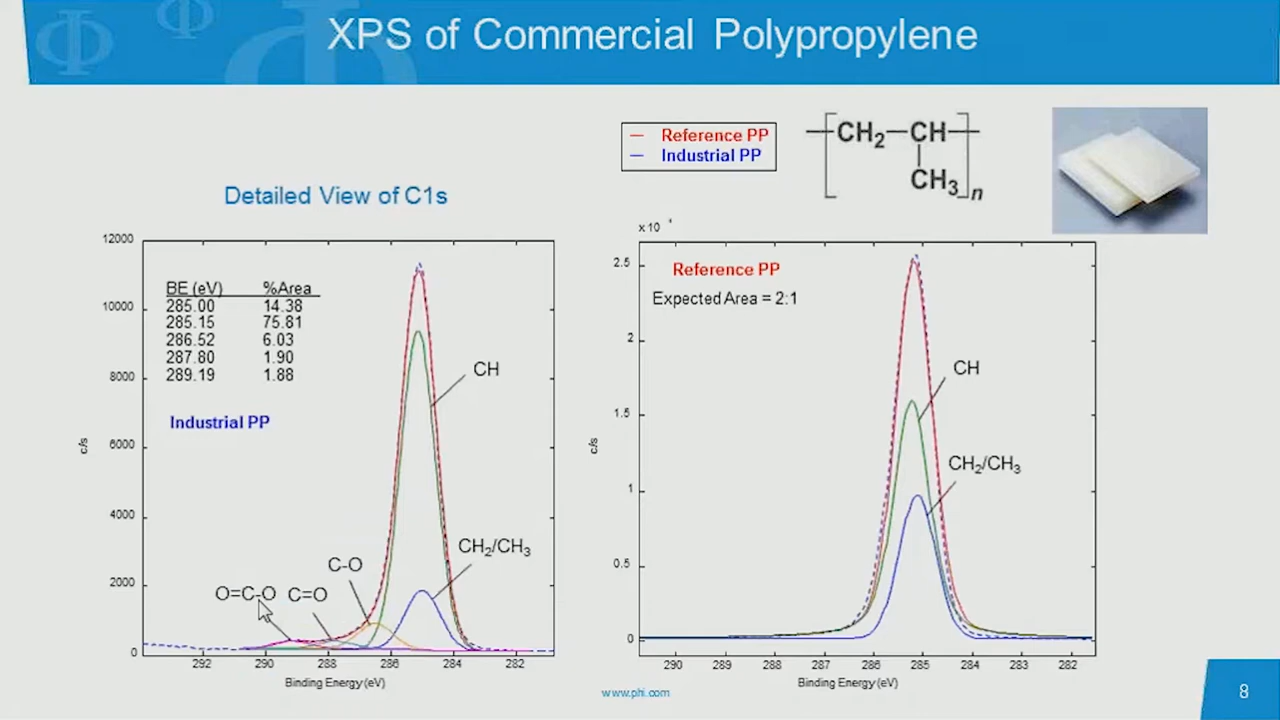 XPS of Commercial Polypropylene
Reference PP
Industrial PP
CH2—CH
CH3
n
Detailed View of C1s
12000
10000
8000
6000
4000
2000
0
c/s
BE (eV) %Area
285.00 14.38
285.15 75.81
286.52 6.03
287.80 1.90
289.19 1.88
Industrial PP
CH
CH2/CH3
C-O
O=C-O C=O
292 290 288 286 284 282
Binding Energy (eV)
x 10
2.5
2
1.5
1
0.5
0
c/s
Reference PP
Expected Area = 2:1
CH
CH2/CH3
290 289 288 287 286 285 284 283 282
Binding Energy (eV)
www.phi.com
8